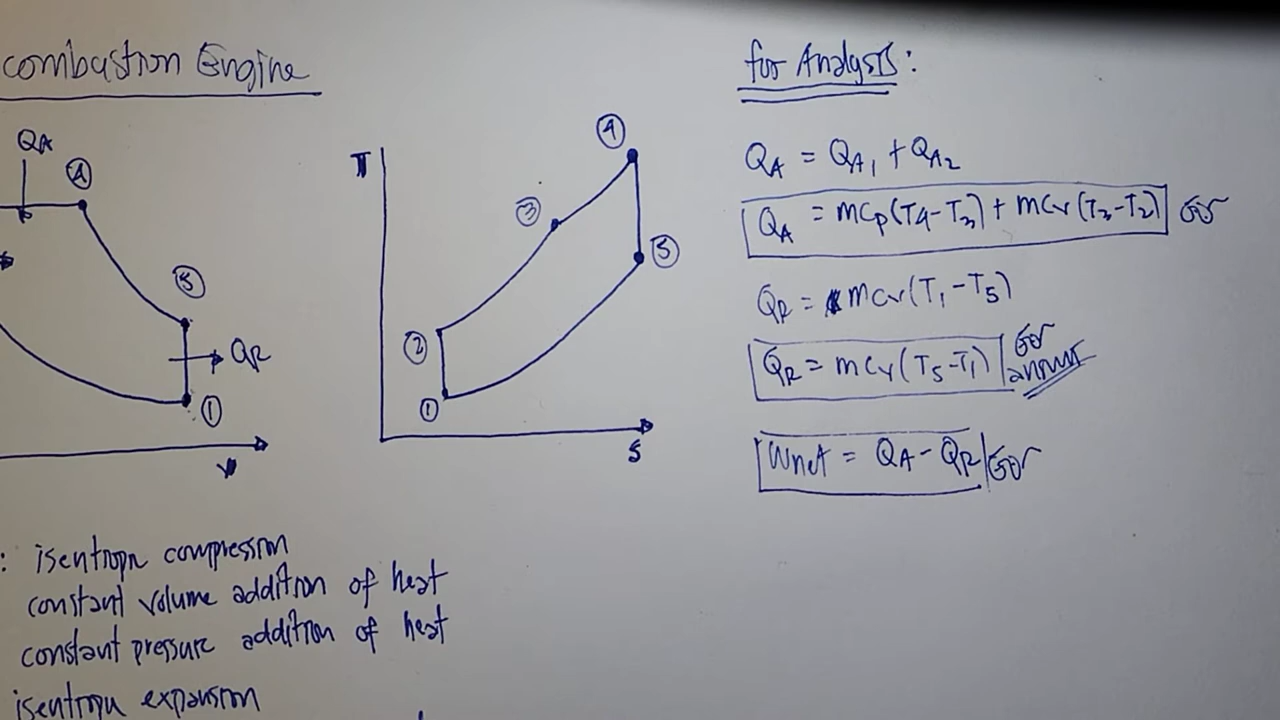 combustion Engine
QA
4
5
QR
1
V
T
4
3
5
2
1
S
for Analysis:
QA = QA1 + QA2
QA = mCp(T4-T3) + mCv(T3-T2)
QR = mCv(T1-T5)
QR = mCv(T5-T1)
Wnet = QA - QR
: isentropic compression
constant volume addition of heat
constant pressure addition of heat
isentropic expansion